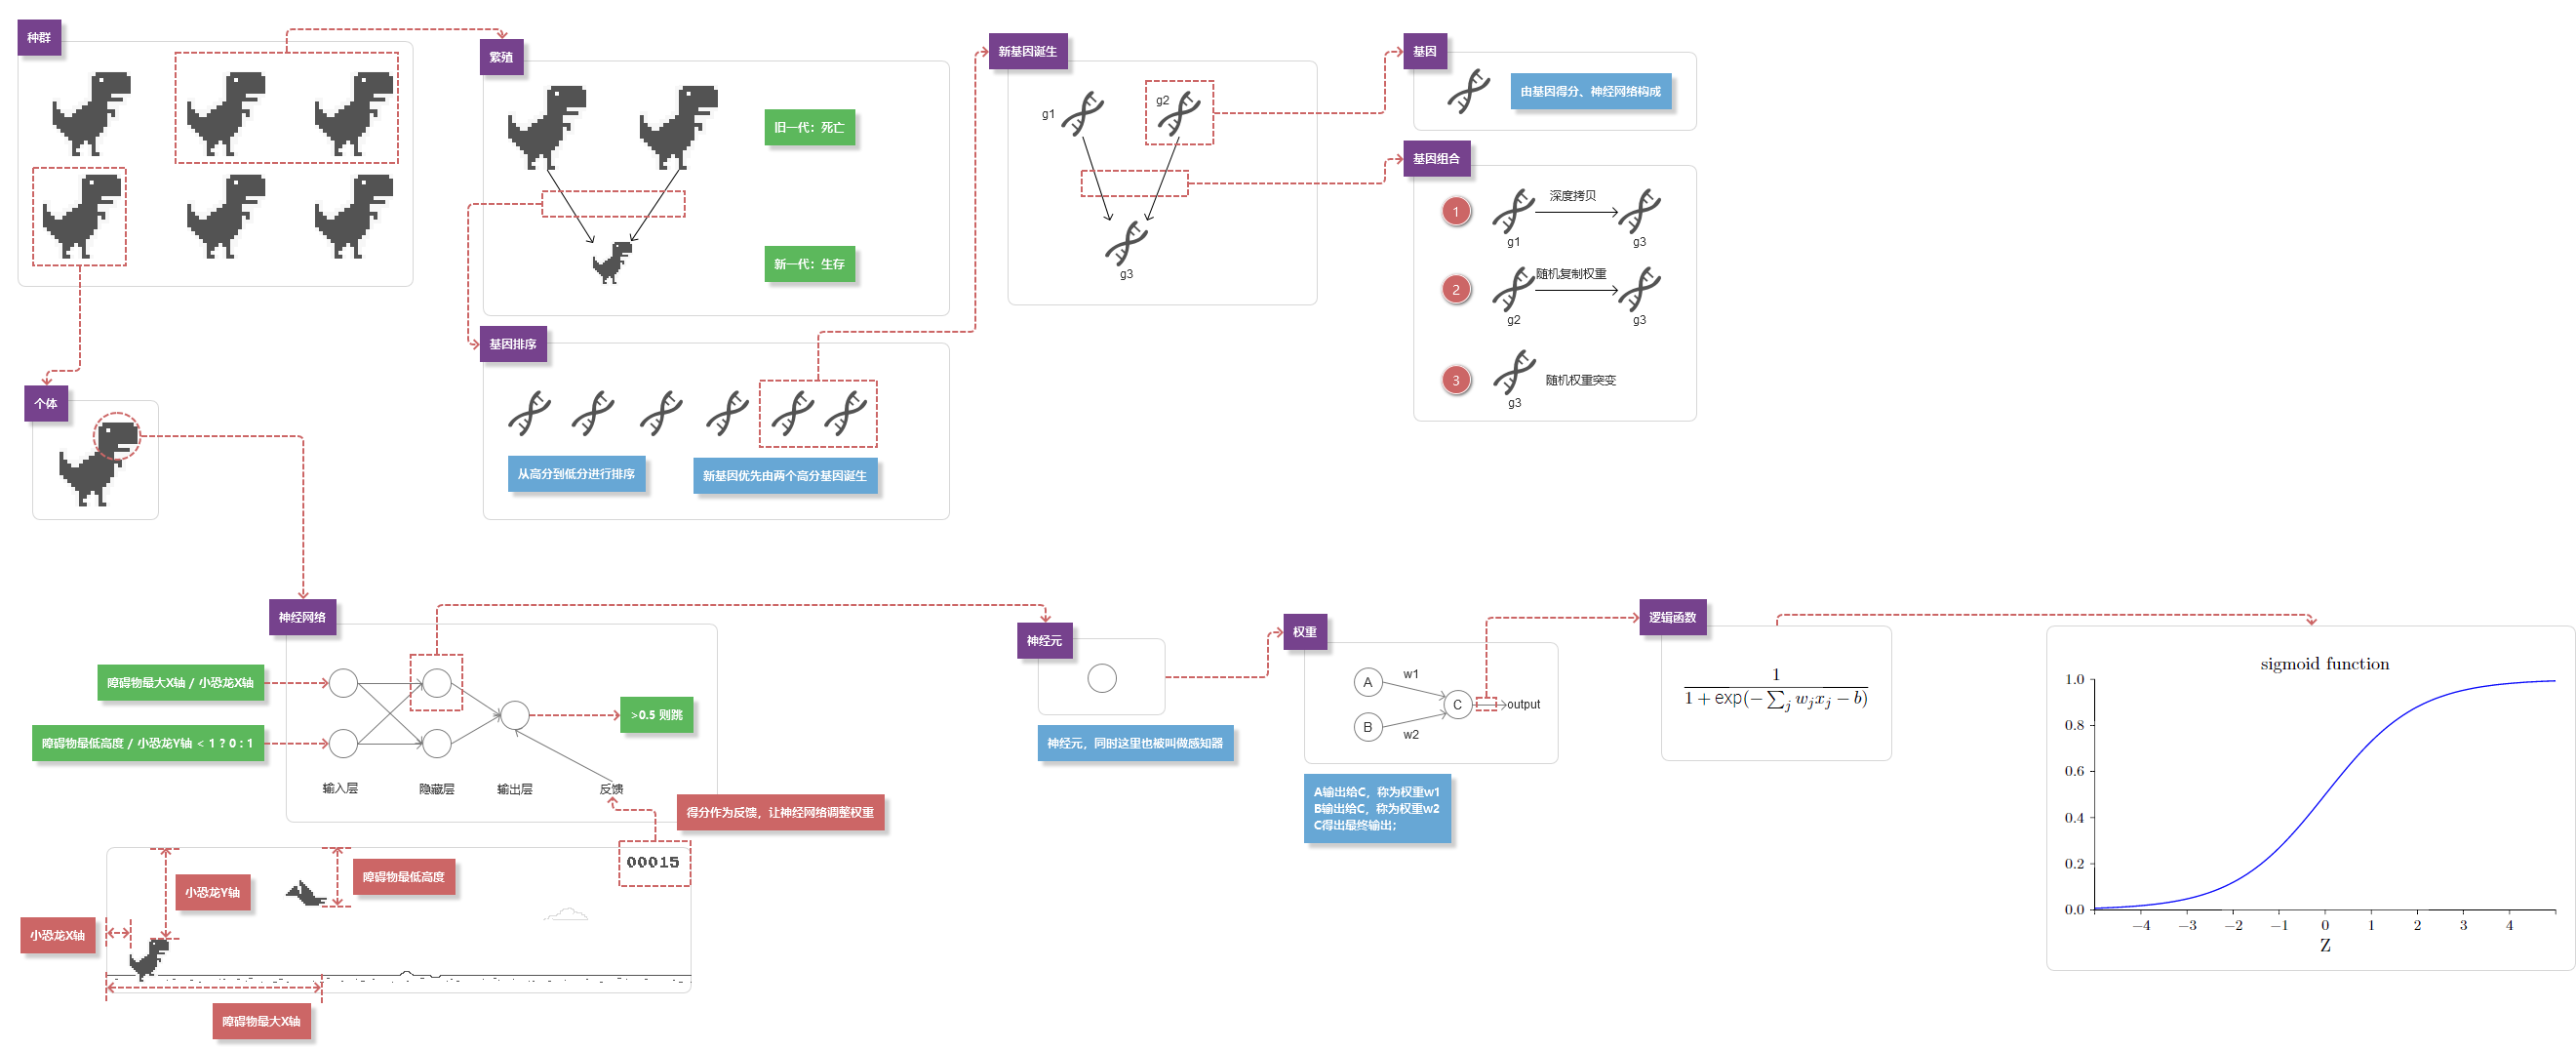 种群
繁殖
旧一代：死亡
新一代：生存
新基因诞生
g1
g2
g3
基因
由基因得分、神经网络构成
基因组合
1
深度拷贝
g1
g3
2
随机复制权重
g2
g3
3
随机权重突变
g3
基因排序
从高分到低分进行排序
新基因优先由两个高分基因诞生
个体
神经网络
障碍物最大X轴 / 小恐龙X轴
障碍物最低高度 / 小恐龙Y轴 < 1 ? 0 : 1
>0.5 则跳
输入层
隐藏层
输出层
反馈
得分作为反馈，让神经网络调整权重
00015
小恐龙Y轴
障碍物最低高度
小恐龙X轴
障碍物最大X轴
神经元
神经元，同时这里也被叫做感知器
权重
A
w1
C
output
B
w2
A输出给C，称为权重w1
B输出给C，称为权重w2
C得出最终输出；
逻辑函数
1
1 + exp(−∑j wjxj − b)
sigmoid function
1.0
0.8
0.6
0.4
0.2
0.0
−4 −3 −2 −1 0 1 2 3 4
Z